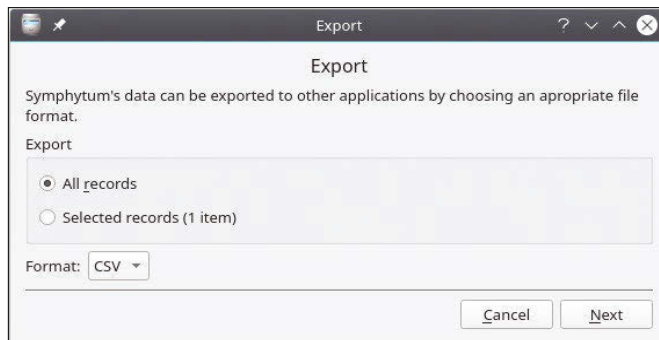 Export
Export
Symphytum's data can be exported to other applications by choosing an apropriate file
format.
Export
All records
Selected records (1 item)
Format: CSV
Cancel Next